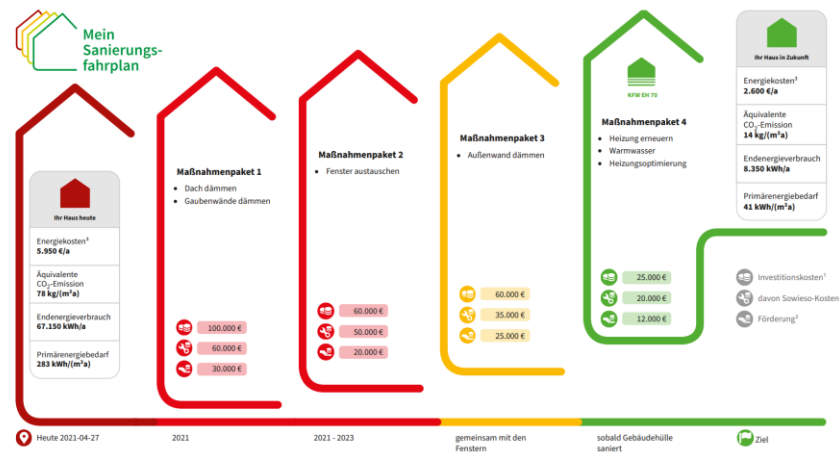 Mein
Sanierungs-
fahrplan
Ihr Haus heute
Energiekosten³
5.950 €/a
Äquivalente
CO₂-Emission
78 kg/(m²a)
Endenergieverbrauch
67.150 kWh/a
Primärenergiebedarf
283 kWh/(m²a)
Maßnahmenpaket 1
• Dach dämmen
• Gaubenwände dämmen
100.000 €
60.000 €
30.000 €
Maßnahmenpaket 2
• Fenster austauschen
60.000 €
50.000 €
20.000 €
Maßnahmenpaket 3
• Außenwand dämmen
60.000 €
35.000 €
25.000 €
KFW EH 70
Maßnahmenpaket 4
• Heizung erneuern
• Warmwasser
• Heizungsoptimierung
25.000 €
20.000 €
12.000 €
Ihr Haus in Zukunft
Energiekosten³
2.600 €/a
Äquivalente
CO₂-Emission
14 kg/(m²a)
Endenergieverbrauch
8.350 kWh/a
Primärenergiebedarf
41 kWh/(m²a)
Investitionskosten¹
davon Sowieso-Kosten
Förderung²
Heute 2021-04-27
2021
2021 - 2023
gemeinsam mit den
Fenstern
sobald Gebäudehülle
saniert
Ziel